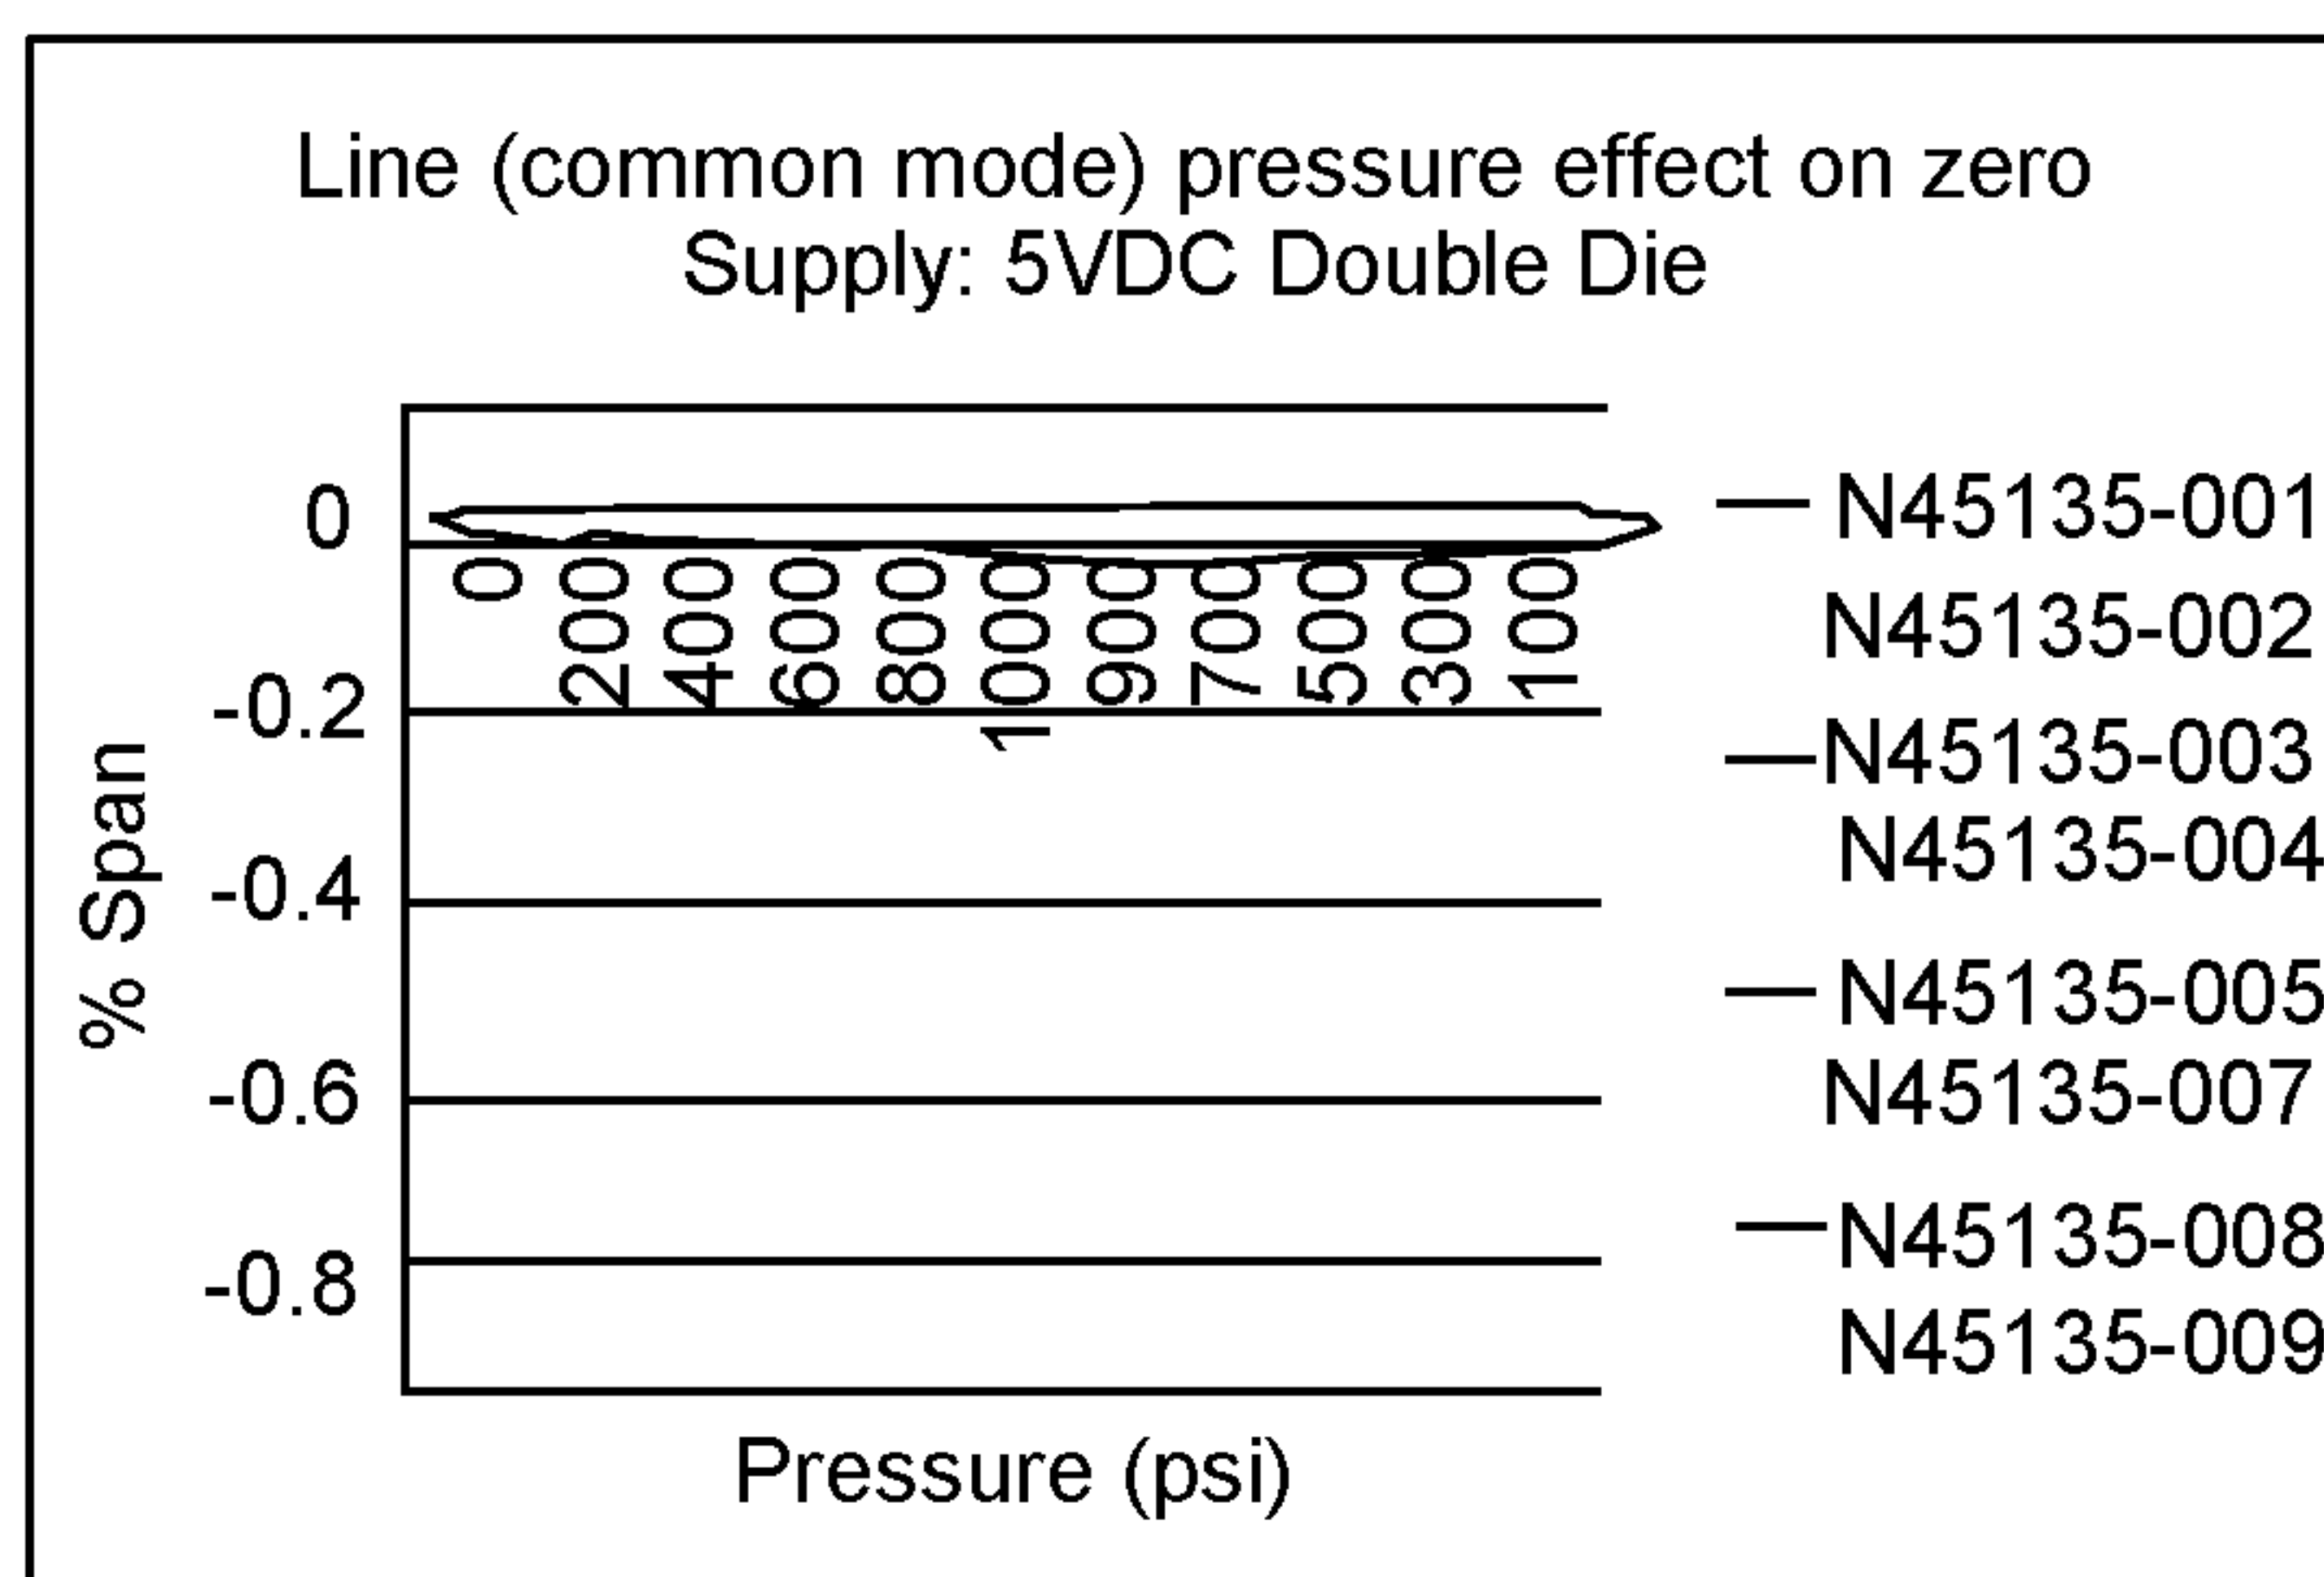 Line (common mode) pressure effect on zero
Supply: 5VDC Double Die
0
-0.2
-0.4
-0.6
-0.8
% Span
0
200
400
600
800
1000
900
700
500
300
100
Pressure (psi)
N45135-001
N45135-002
N45135-003
N45135-004
N45135-005
N45135-007
N45135-008
N45135-009